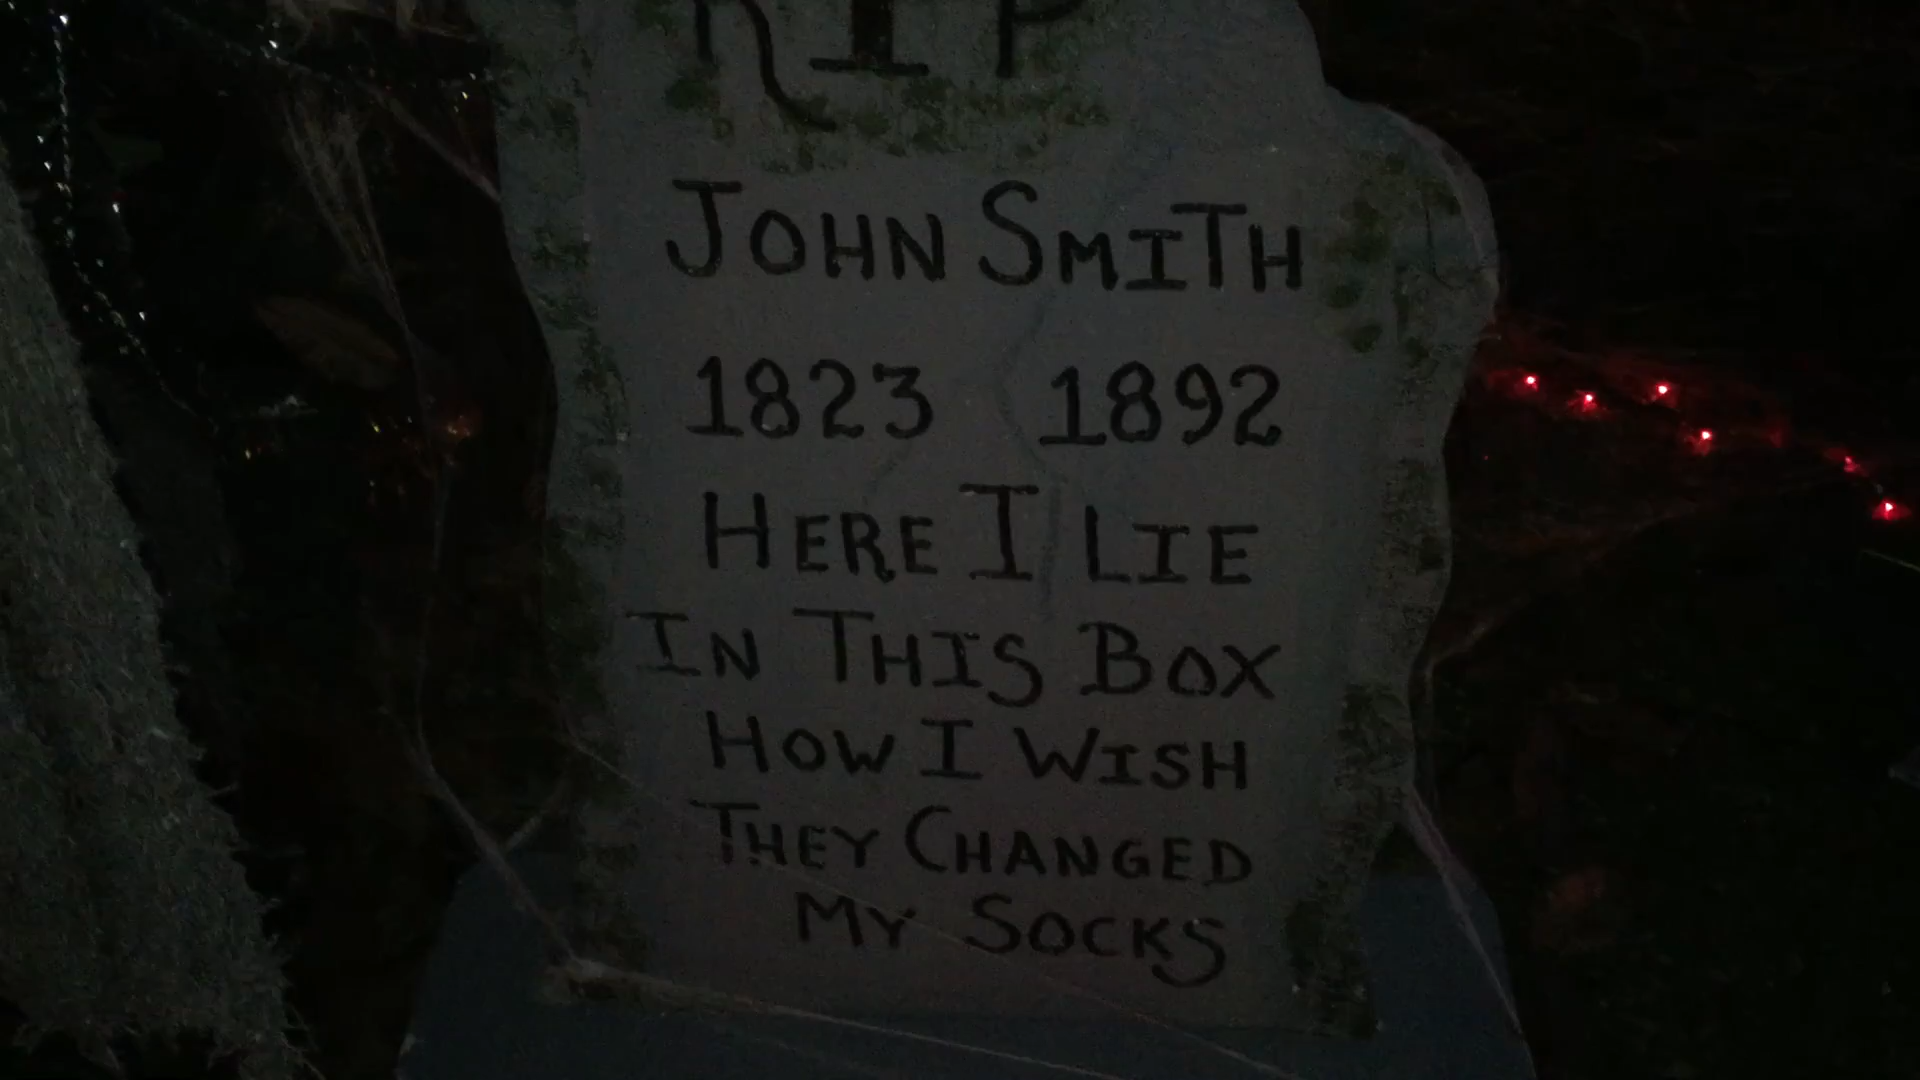 RIP
JOHN SMITH
1823 1892
HERE I LIE
IN THIS BOX
HOW I WISH
THEY CHANGED
MY SOCKS